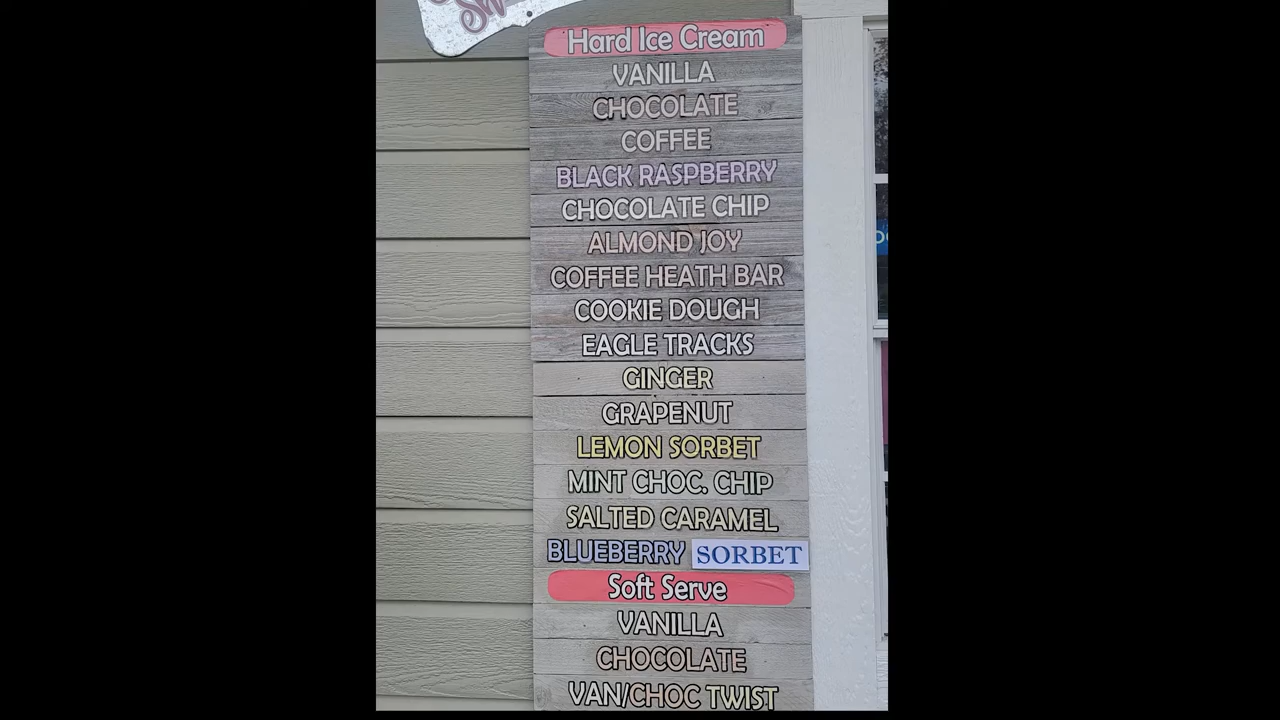 Hard Ice Cream
VANILLA
CHOCOLATE
COFFEE
BLACK RASPBERRY
CHOCOLATE CHIP
ALMOND JOY
COFFEE HEATH BAR
COOKIE DOUGH
EAGLE TRACKS
GINGER
GRAPENUT
LEMON SORBET
MINT CHOC. CHIP
SALTED CARAMEL
BLUEBERRY SORBET
Soft Serve
VANILLA
CHOCOLATE
VAN/CHOC TWIST